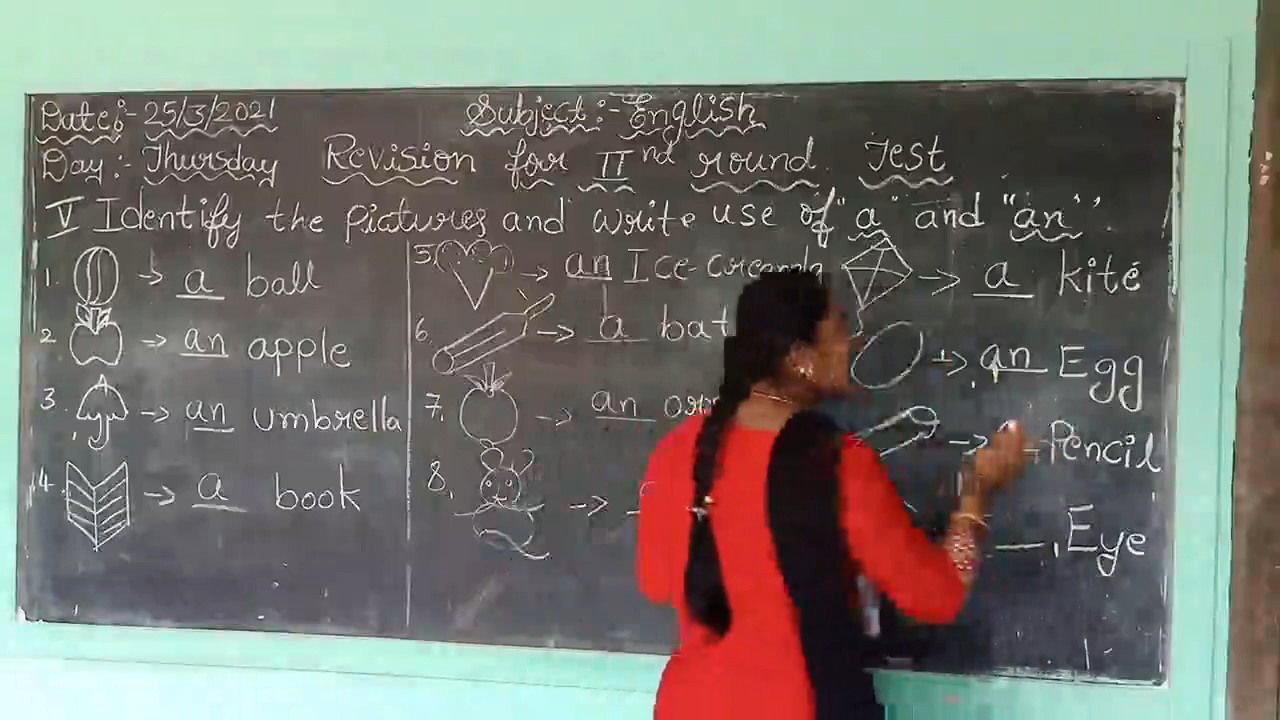 Date:- 25/3/2021
Subject:- English
Day:- Thursday
Revision for IInd round Test
V Identify the pictures and write use of "a" and "an".
1. → a ball
2. → an apple
3. → an umbrella
4. → a book
5. → an Ice-cream
6. → a bat
7. → an
8. →
→ a kite
→ an Egg
→ Pencil
Eye